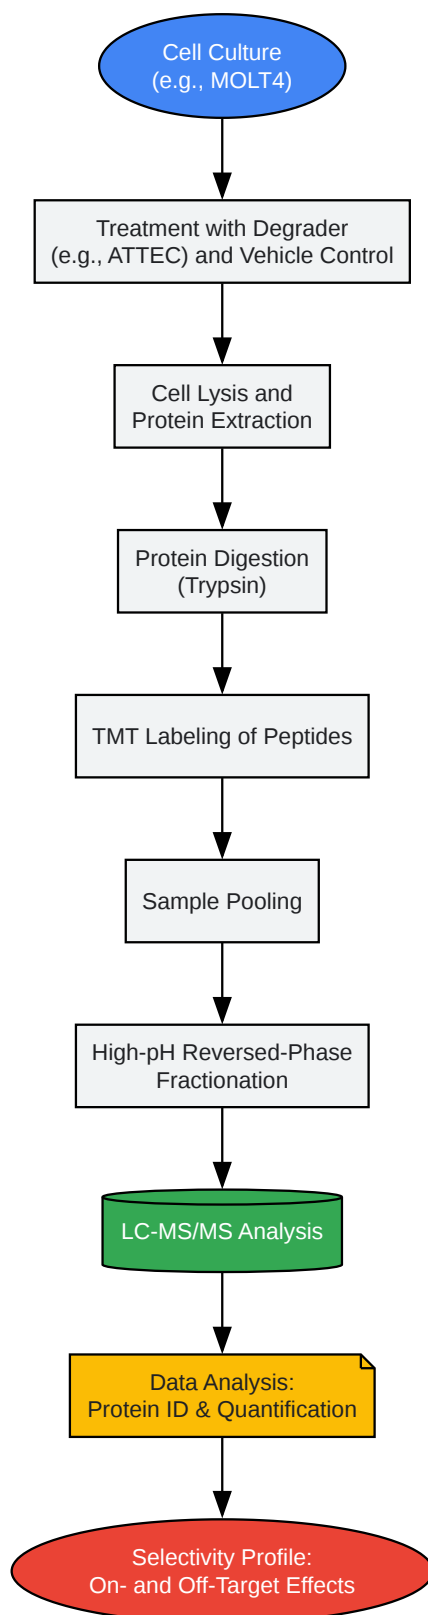 Cell Culture
(e.g., MOLT4)
Treatment with Degrader
(e.g., ATTEC) and Vehicle Control
Cell Lysis and
Protein Extraction
Protein Digestion
(Trypsin)
TMT Labeling of Peptides
Sample Pooling
High-pH Reversed-Phase
Fractionation
LC-MS/MS Analysis
Data Analysis:
Protein ID & Quantification
Selectivity Profile:
On- and Off-Target Effects